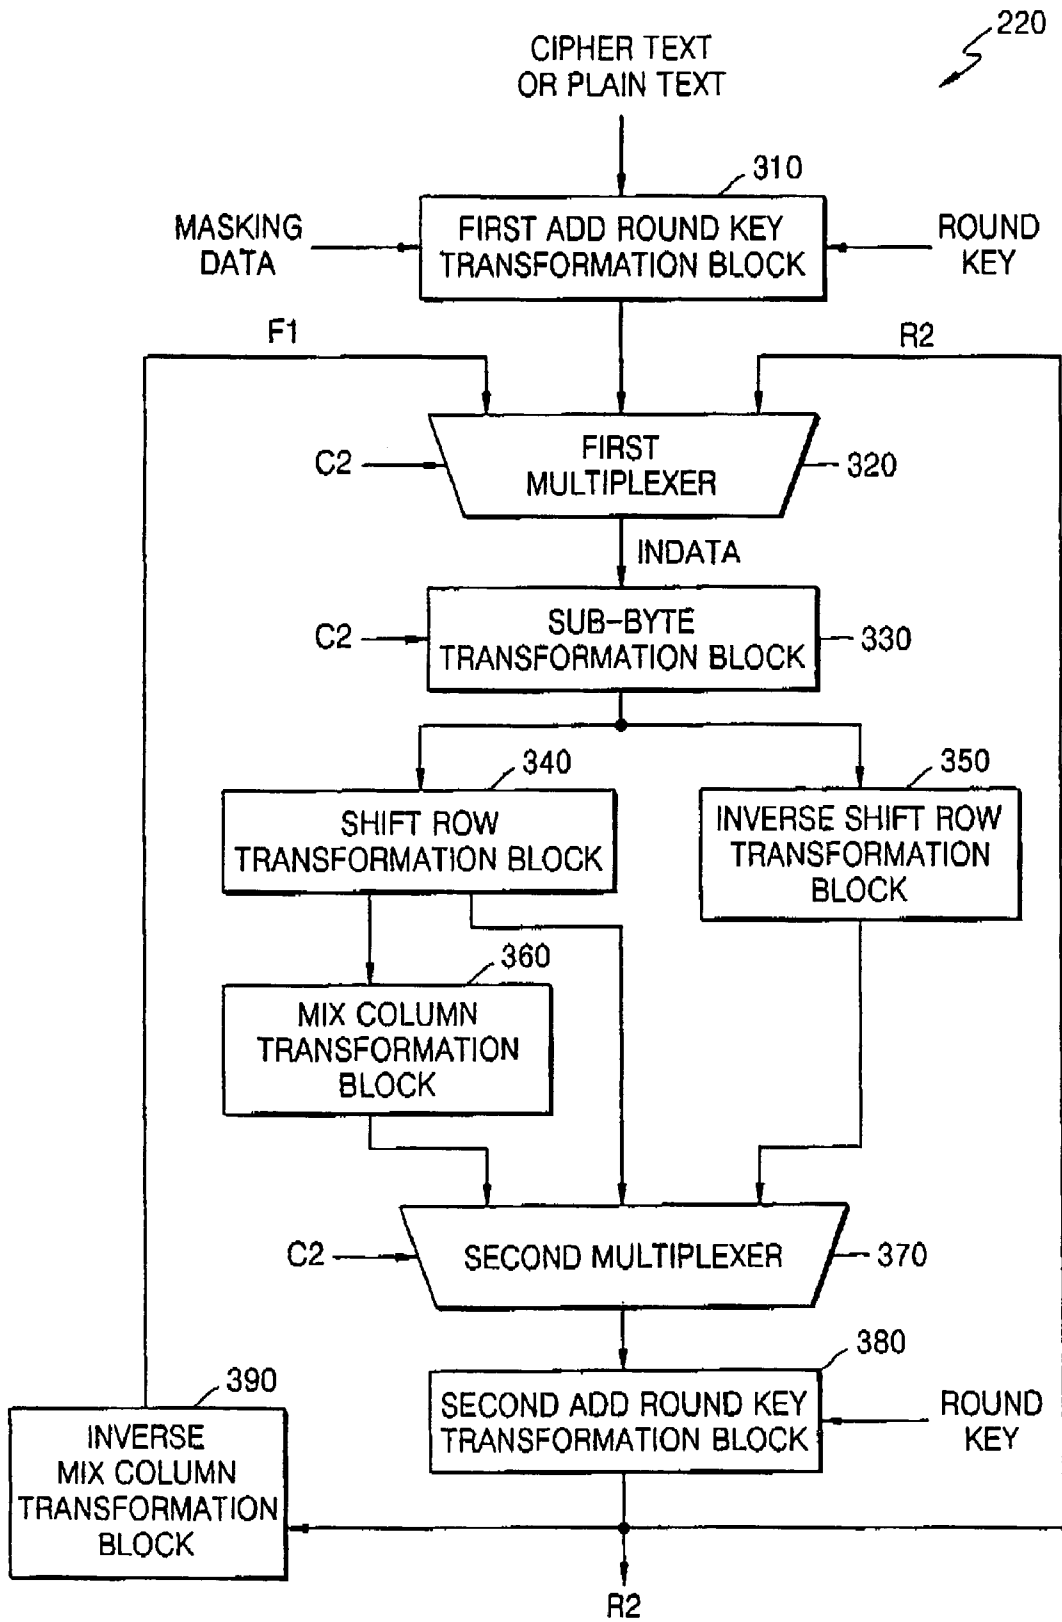 220
CIPHER TEXT
OR PLAIN TEXT
310
MASKING
DATA
FIRST ADD ROUND KEY
TRANSFORMATION BLOCK
ROUND
KEY
F1
R2
C2
FIRST
MULTIPLEXER
320
INDATA
C2
SUB-BYTE
TRANSFORMATION BLOCK
330
340
350
SHIFT ROW
TRANSFORMATION BLOCK
INVERSE SHIFT ROW
TRANSFORMATION
BLOCK
360
MIX COLUMN
TRANSFORMATION
BLOCK
C2
SECOND MULTIPLEXER
370
380
390
SECOND ADD ROUND KEY
TRANSFORMATION BLOCK
ROUND
KEY
INVERSE
MIX COLUMN
TRANSFORMATION
BLOCK
R2